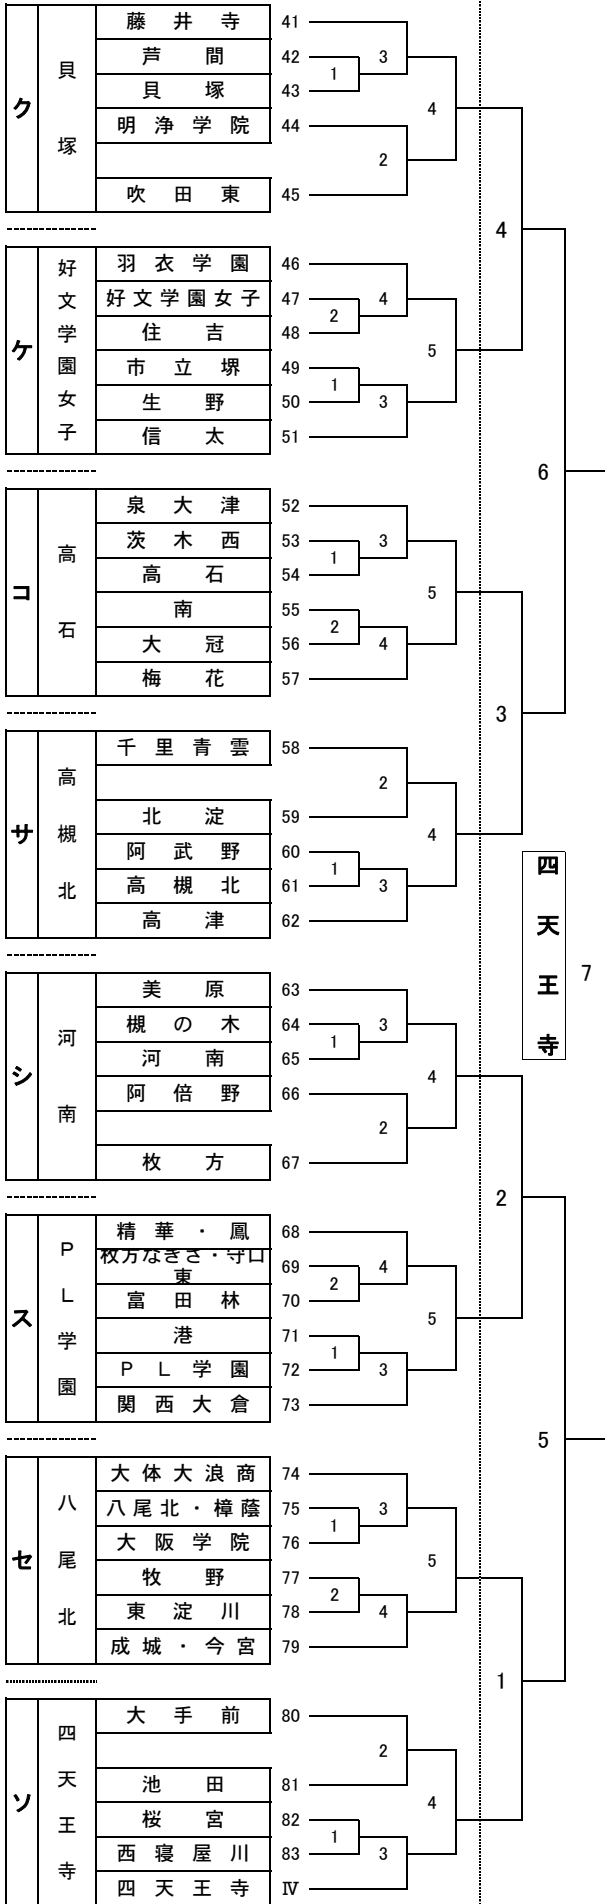 ク
貝塚
藤井寺 41
芦間 42
貝塚 43
明浄学院 44
吹田東 45
1
3
2
4
ケ
好文学園女子
羽衣学園 46
好文学園女子 47
住吉 48
市立堺 49
生野 50
信太 51
2
4
1
3
5
4
コ
高石
泉大津 52
茨木西 53
高石 54
南 55
大冠 56
梅花 57
1
3
2
4
5
6
サ
高槻北
千里青雲 58
北淀 59
阿武野 60
高槻北 61
高津 62
2
1
3
4
3
四天王寺
7
シ
河南
美原 63
槻の木 64
河南 65
阿倍野 66
枚方 67
1
3
2
4
ス
PL学園
精華・鳳 68
枚方なぎさ・守口東 69
富田林 70
港 71
PL学園 72
関西大倉 73
2
4
1
3
5
2
セ
八尾北
大体大浪商 74
八尾北・樟蔭 75
大阪学院 76
牧野 77
東淀川 78
成城・今宮 79
1
3
2
4
5
5
ソ
四天王寺
大手前 80
池田 81
桜宮 82
西寝屋川 83
四天王寺 Ⅳ
2
1
3
4
1